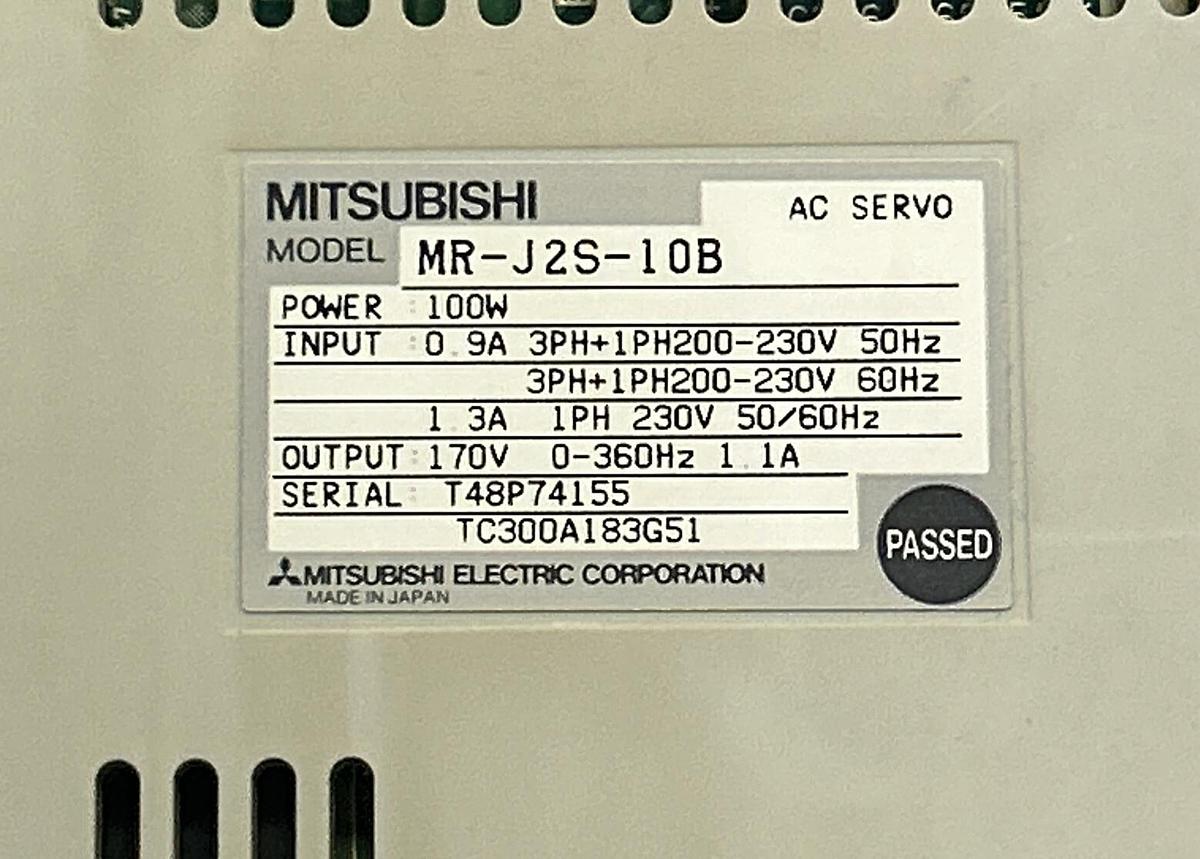 MITSUBISHI
AC SERVO
MODEL MR-J2S-10B
POWER : 100W
INPUT : 0.9A 3PH+1PH200-230V 50Hz
3PH+1PH200-230V 60Hz
1.3A 1PH 230V 50/60Hz
OUTPUT : 170V 0-360Hz 1.1A
SERIAL : T48P74155
TC300A183G51
PASSED
MITSUBISHI ELECTRIC CORPORATION
MADE IN JAPAN